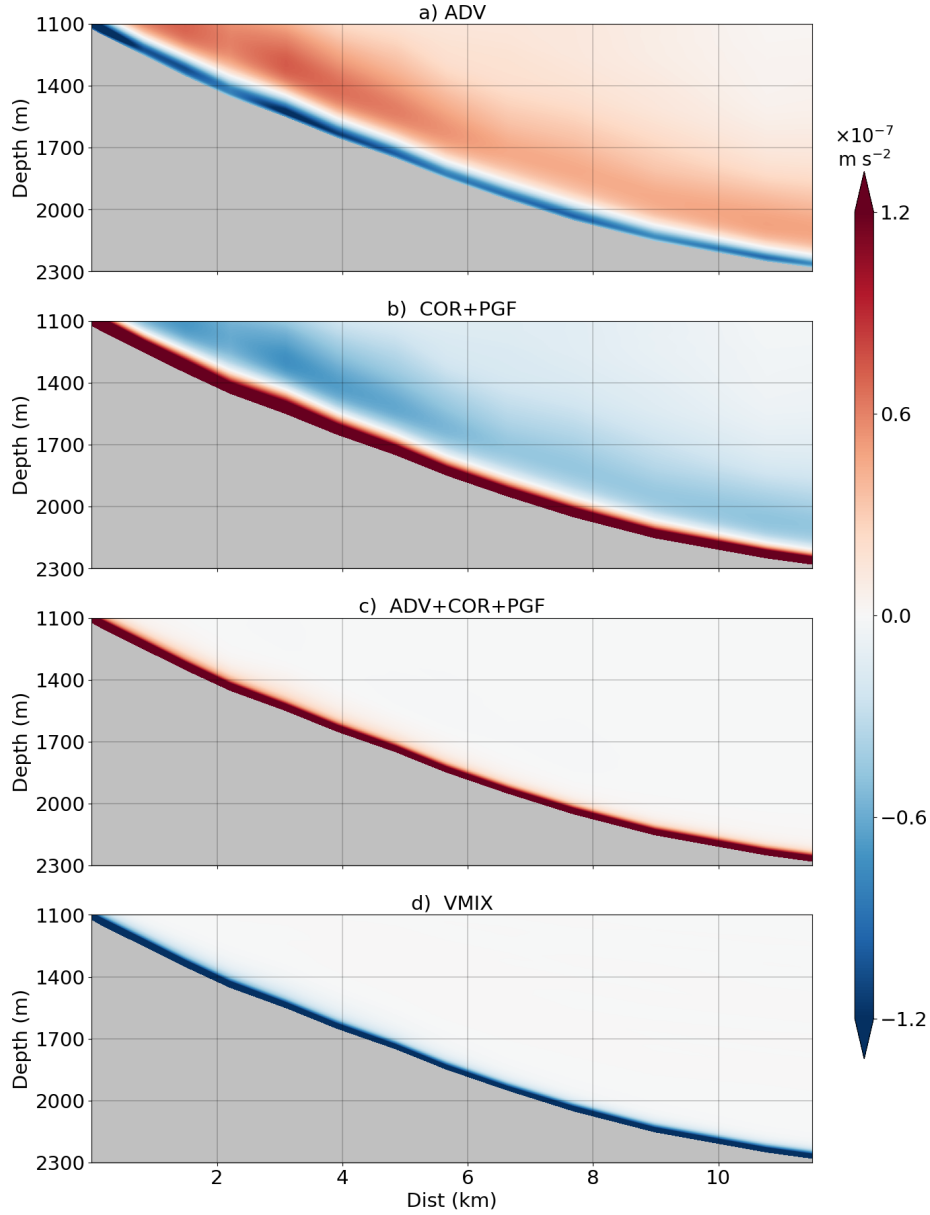 a) ADV
1100
1400
1700
2000
2300
Depth (m)
b) COR+PGF
1100
1400
1700
2000
2300
Depth (m)
c) ADV+COR+PGF
1100
1400
1700
2000
2300
Depth (m)
d) VMIX
1100
1400
1700
2000
2300
Depth (m)
2 4 6 8 10
Dist (km)
×10⁻⁷
m s⁻²
1.2
0.6
0.0
−0.6
−1.2